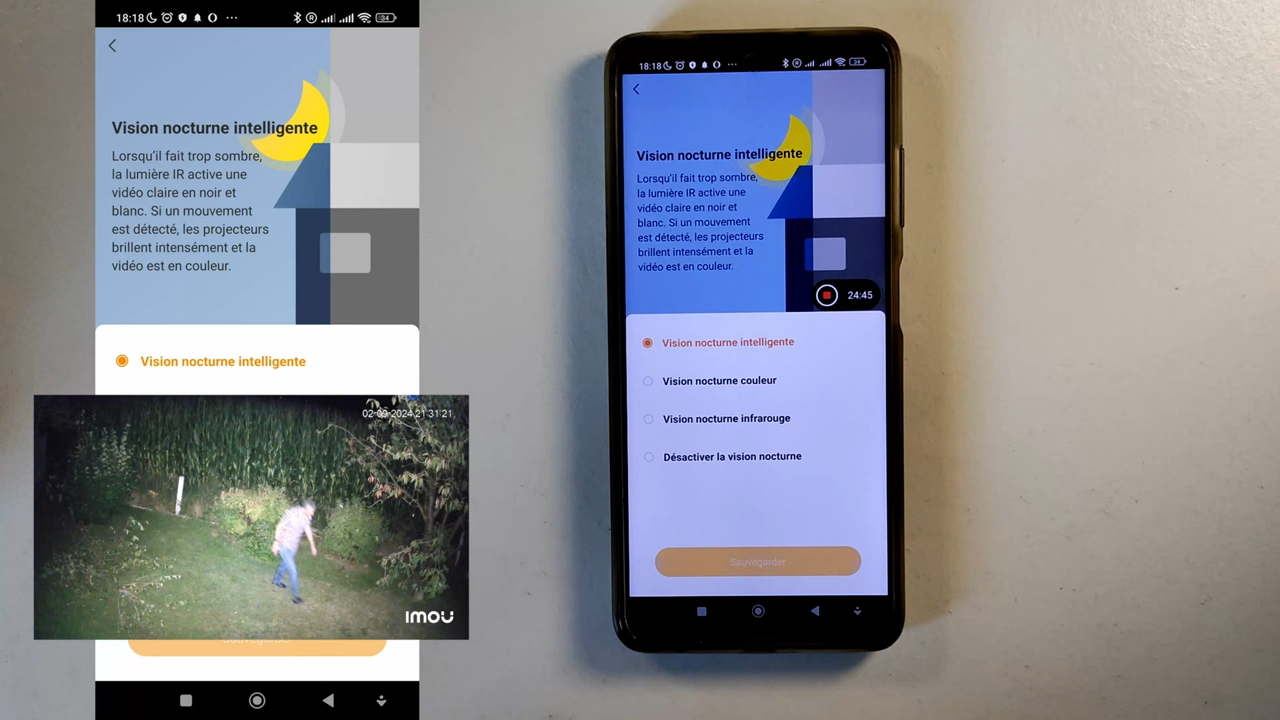 18:18
34
Vision nocturne intelligente
Lorsqu'il fait trop sombre,
la lumière IR active une
vidéo claire en noir et
blanc. Si un mouvement
est détecté, les projecteurs
brillent intensément et la
vidéo est en couleur.
Vision nocturne intelligente
02-09-2024 21:31:21
imou
Sauvegarder
18:18
34
Vision nocturne intelligente
Lorsqu'il fait trop sombre,
la lumière IR active une
vidéo claire en noir et
blanc. Si un mouvement
est détecté, les projecteurs
brillent intensément et la
vidéo est en couleur.
24:45
Vision nocturne intelligente
Vision nocturne couleur
Vision nocturne infrarouge
Désactiver la vision nocturne
Sauvegarder